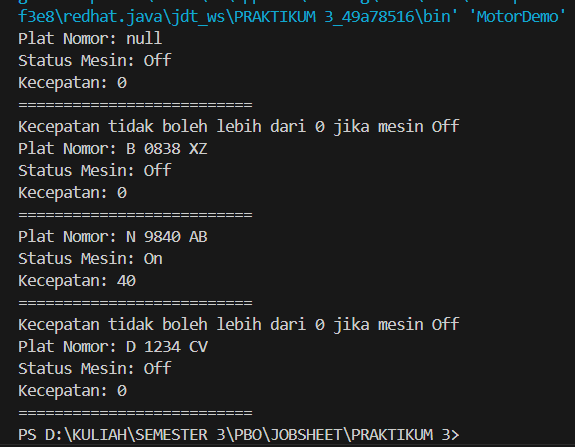 f3e8\redhat.java\jdt_ws\PRAKTIKUM 3_49a78516\bin' 'MotorDemo'
Plat Nomor: null
Status Mesin: Off
Kecepatan: 0
==========================
Kecepatan tidak boleh lebih dari 0 jika mesin Off
Plat Nomor: B 0838 XZ
Status Mesin: Off
Kecepatan: 0
==========================
Plat Nomor: N 9840 AB
Status Mesin: On
Kecepatan: 40
==========================
Kecepatan tidak boleh lebih dari 0 jika mesin Off
Plat Nomor: D 1234 CV
Status Mesin: Off
Kecepatan: 0
==========================
PS D:\KULIAH\SEMESTER 3\PBO\JOBSHEET\PRAKTIKUM 3>